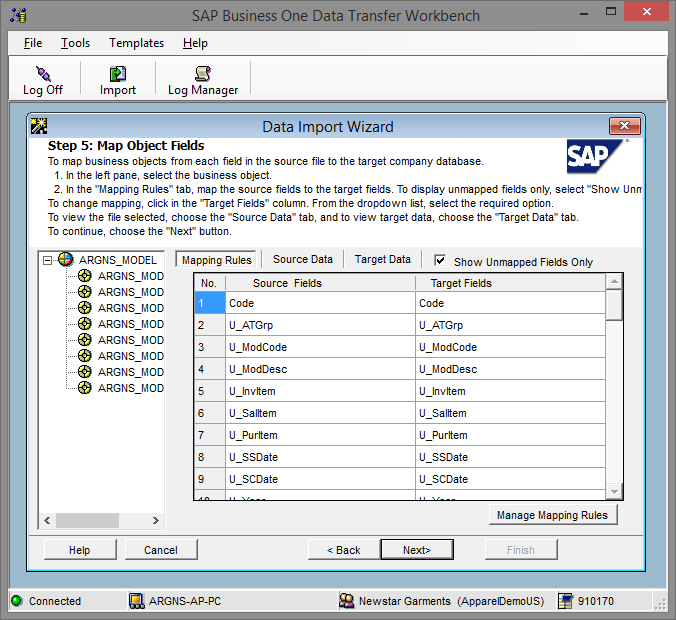 SAP Business One Data Transfer Workbench
File Tools Templates Help
Log Off Import Log Manager
Data Import Wizard
Step 5: Map Object Fields
To map business objects from each field in the source file to the target company database.
1. In the left pane, select the business object.
2. In the "Mapping Rules" tab, map the source fields to the target fields. To display unmapped fields only, select "Show Unm
To change mapping, click in the "Target Fields" column. From the dropdown list, select the required option.
To view the file selected, choose the "Source Data" tab, and to view target data, choose the "Target Data" tab.
To continue, choose the "Next" button.
SAP
ARGNS_MODEL
ARGNS_MOD
ARGNS_MOD
ARGNS_MOD
ARGNS_MOD
ARGNS_MOD
ARGNS_MOD
ARGNS_MOD
ARGNS_MOD
Mapping Rules Source Data Target Data Show Unmapped Fields Only
No. Source Fields Target Fields
1 Code Code
2 U_ATGrp U_ATGrp
3 U_ModCode U_ModCode
4 U_ModDesc U_ModDesc
5 U_InvItem U_InvItem
6 U_SalItem U_SalItem
7 U_PurItem U_PurItem
8 U_SSDate U_SSDate
9 U_SCDate U_SCDate
10 U_Year U_Year
Manage Mapping Rules
Help Cancel < Back Next> Finish
Connected ARGNS-AP-PC Newstar Garments (ApparelDemoUS) 910170